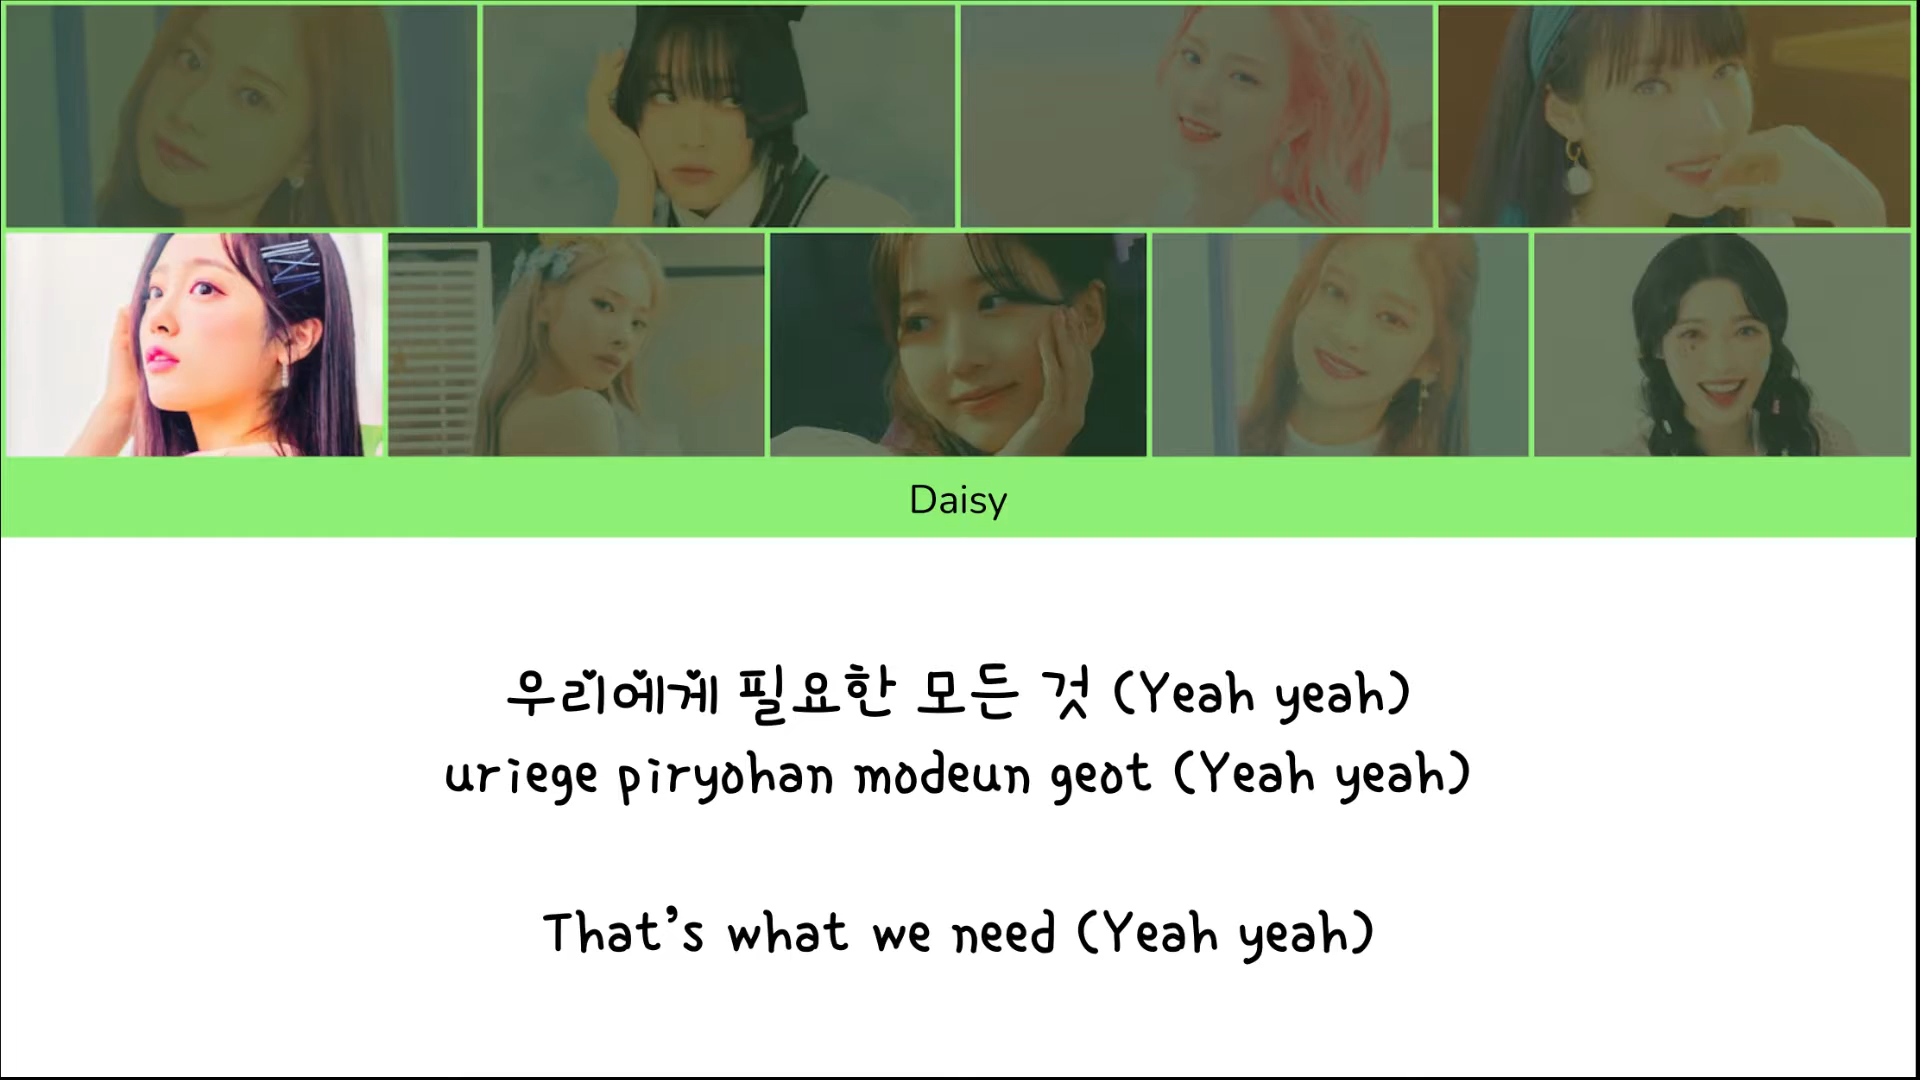 Daisy
우리에게 필요한 모든 것 (Yeah yeah)
uriege piryohan modeun geot (Yeah yeah)
That's what we need (Yeah yeah)